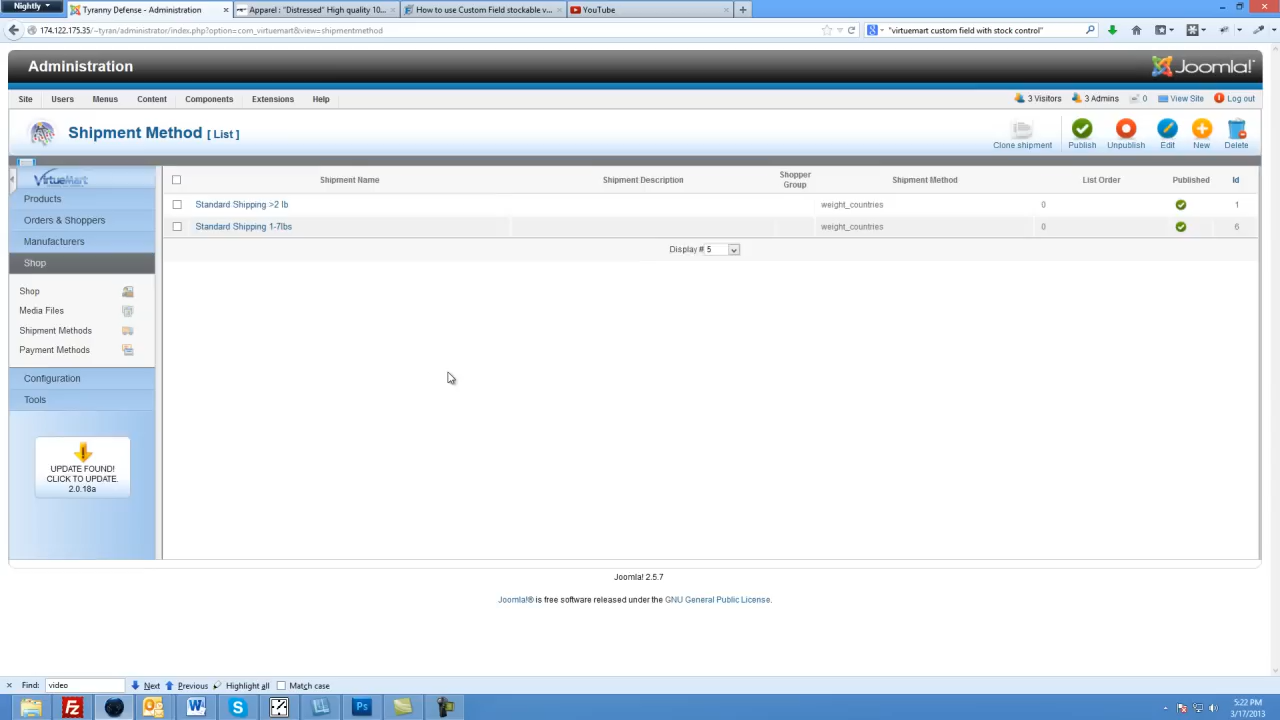 Nightly
Tyranny Defense - Administration
Apparel : "Distressed" High quality 10...
How to use Custom Field stockable v...
YouTube
174.122.175.35/~tyran/administrator/index.php?option=com_virtuemart&view=shipmentmethod
"virtuemart custom field with stock control"
Administration
Joomla!
Site Users Menus Content Components Extensions Help
3 Visitors 3 Admins 0 View Site Log out
Shipment Method [ List ]
Clone shipment Publish Unpublish Edit New Delete
VirtueMart
Products
Orders & Shoppers
Manufacturers
Shop
Shop
Media Files
Shipment Methods
Payment Methods
Configuration
Tools
UPDATE FOUND!
CLICK TO UPDATE.
2.0.18a
Shipment Name Shipment Description Shopper Group Shipment Method List Order Published Id
Standard Shipping >2 lb weight_countries 0 1
Standard Shipping 1-7lbs weight_countries 0 6
Display # 5
Joomla! 2.5.7
Joomla!® is free software released under the GNU General Public License.
Find: video Next Previous Highlight all Match case
5:22 PM
3/17/2013